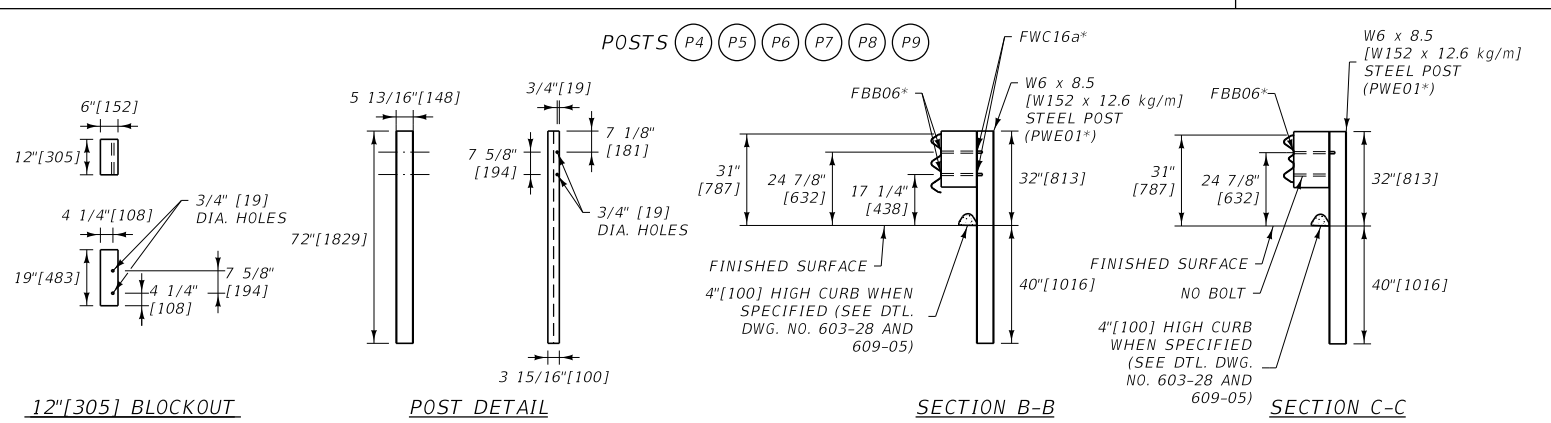 POSTS P4 P5 P6 P7 P8 P9
6"[152]
12"[305]
4 1/4"[108]
3/4" [19]
DIA. HOLES
19"[483]
7 5/8"
[194]
4 1/4"
[108]
12"[305] BLOCKOUT
5 13/16"[148]
72"[1829]
3/4"[19]
7 1/8"
[181]
7 5/8"
[194]
3/4" [19]
DIA. HOLES
3 15/16"[100]
POST DETAIL
FWC16a*
FBB06*
W6 x 8.5
[W152 x 12.6 kg/m]
STEEL POST
(PWE01*)
31"
[787]
24 7/8"
[632]
17 1/4"
[438]
32"[813]
FINISHED SURFACE
40"[1016]
4"[100] HIGH CURB WHEN
SPECIFIED (SEE DTL.
DWG. NO. 603-28 AND
609-05)
SECTION B-B
W6 x 8.5
[W152 x 12.6 kg/m]
STEEL POST
(PWE01*)
FBB06*
31"
[787]
24 7/8"
[632]
32"[813]
FINISHED SURFACE
NO BOLT
40"[1016]
4"[100] HIGH CURB
WHEN SPECIFIED
(SEE DTL. DWG.
NO. 603-28 AND
609-05)
SECTION C-C